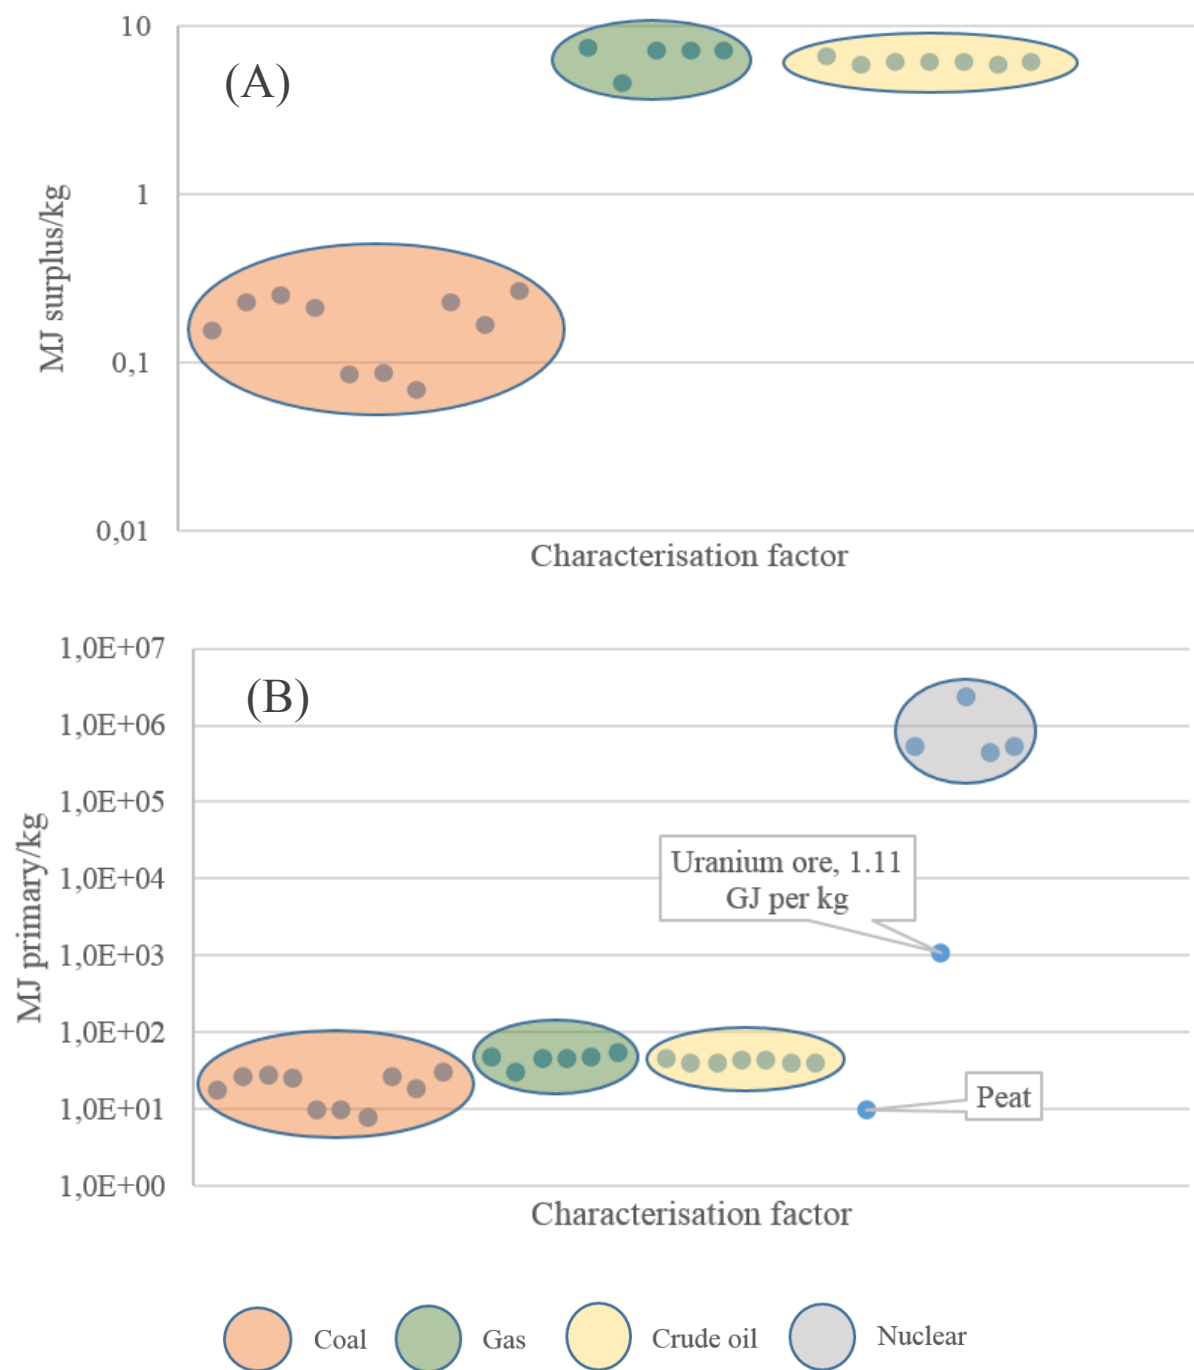 10
(A)
1
MJ surplus/kg
0,1
0,01
Characterisation factor
1,0E+07
(B)
1,0E+06
1,0E+05
Uranium ore, 1.11
GJ per kg
1,0E+04
MJ primary/kg
1,0E+03
1,0E+02
Peat
1,0E+01
1,0E+00
Characterisation factor
Coal
Gas
Crude oil
Nuclear